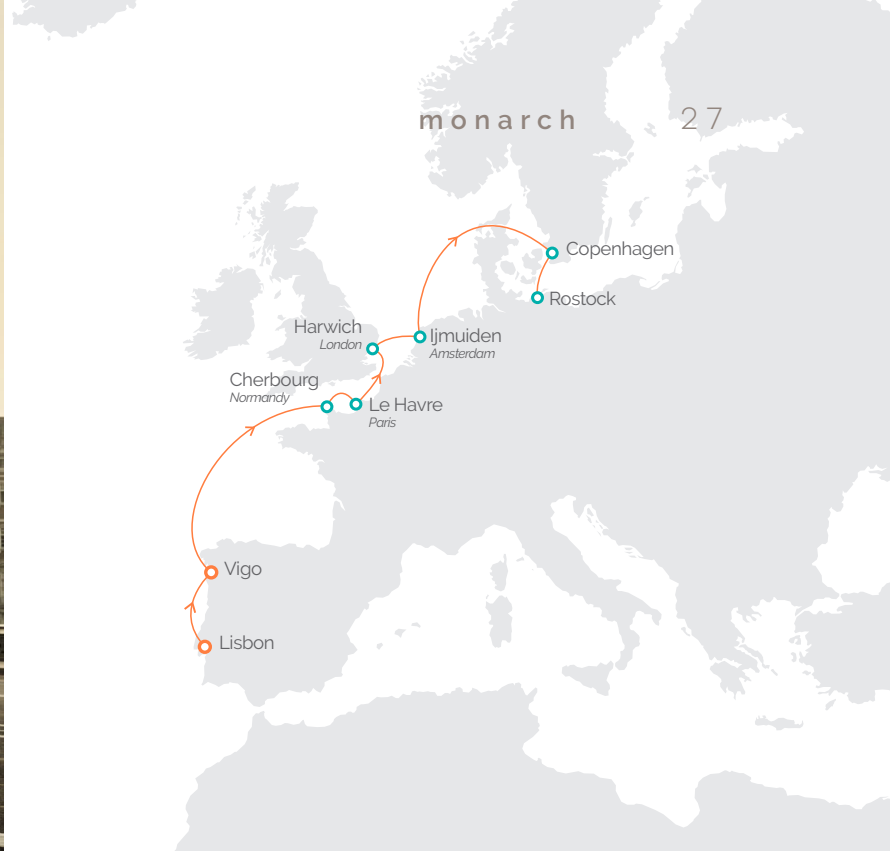 monarch 27
Copenhagen
Rostock
Harwich
London
Ijmuiden
Amsterdam
Cherbourg
Normandy
Le Havre
Paris
Vigo
Lisbon